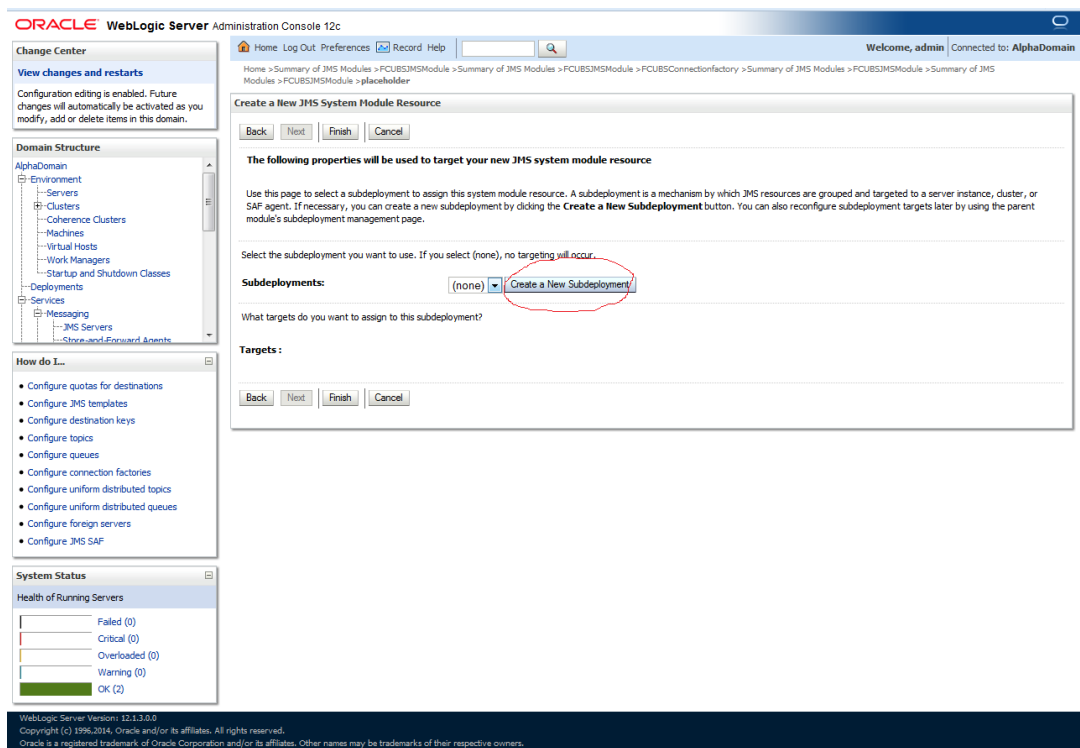 ORACLE WebLogic Server Administration Console 12c
Change Center
View changes and restarts
Configuration editing is enabled. Future
changes will automatically be activated as you
modify, add or delete items in this domain.
Domain Structure
AlphaDomain
Environment
Servers
Clusters
Coherence Clusters
Machines
Virtual Hosts
Work Managers
Startup and Shutdown Classes
Deployments
Services
Messaging
JMS Servers
Store-and-Forward Agents
How do I...
Configure quotas for destinations
Configure JMS templates
Configure destination keys
Configure topics
Configure queues
Configure connection factories
Configure uniform distributed topics
Configure uniform distributed queues
Configure foreign servers
Configure JMS SAF
System Status
Health of Running Servers
Failed (0)
Critical (0)
Overloaded (0)
Warning (0)
OK (2)
Home Log Out Preferences Record Help
Welcome, admin Connected to: AlphaDomain
Home >Summary of JMS Modules >FCUBSJMSModule >Summary of JMS Modules >FCUBSJMSModule >FCUBSConnectionfactory >Summary of JMS Modules >FCUBSJMSModule >Summary of JMS
Modules >FCUBSJMSModule >placeholder
Create a New JMS System Module Resource
Back Next Finish Cancel
The following properties will be used to target your new JMS system module resource
Use this page to select a subdeployment to assign this system module resource. A subdeployment is a mechanism by which JMS resources are grouped and targeted to a server instance, cluster, or
SAF agent. If necessary, you can create a new subdeployment by clicking the Create a New Subdeployment button. You can also reconfigure subdeployment targets later by using the parent
module's subdeployment management page.
Select the subdeployment you want to use. If you select (none), no targeting will occur.
Subdeployments: (none) Create a New Subdeployment
What targets do you want to assign to this subdeployment?
Targets :
Back Next Finish Cancel
WebLogic Server Version: 12.1.3.0.0
Copyright (c) 1996,2014, Oracle and/or its affiliates. All rights reserved.
Oracle is a registered trademark of Oracle Corporation and/or its affiliates. Other names may be trademarks of their respective owners.